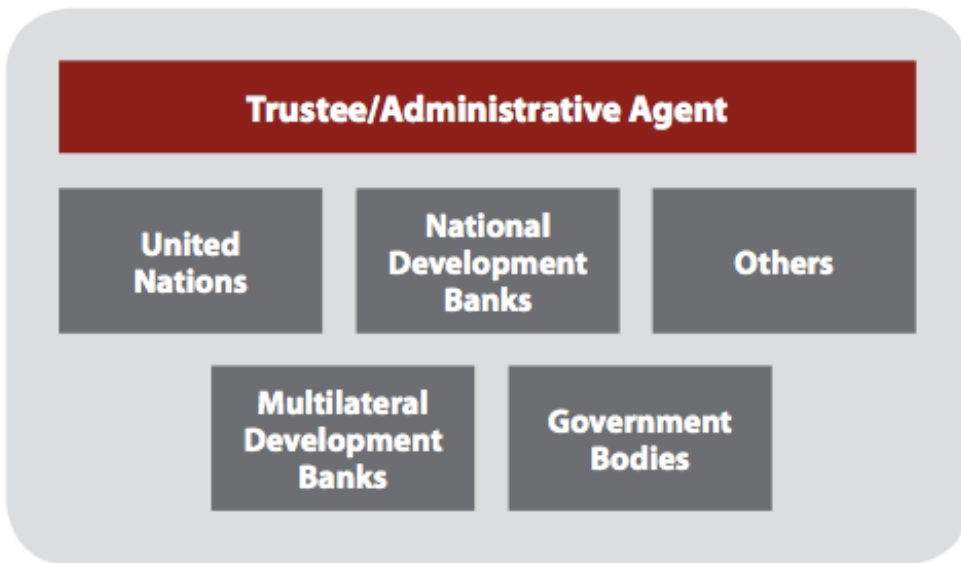 Trustee/Administrative Agent
United
Nations
National
Development
Banks
Others
Multilateral
Development
Banks
Government
Bodies